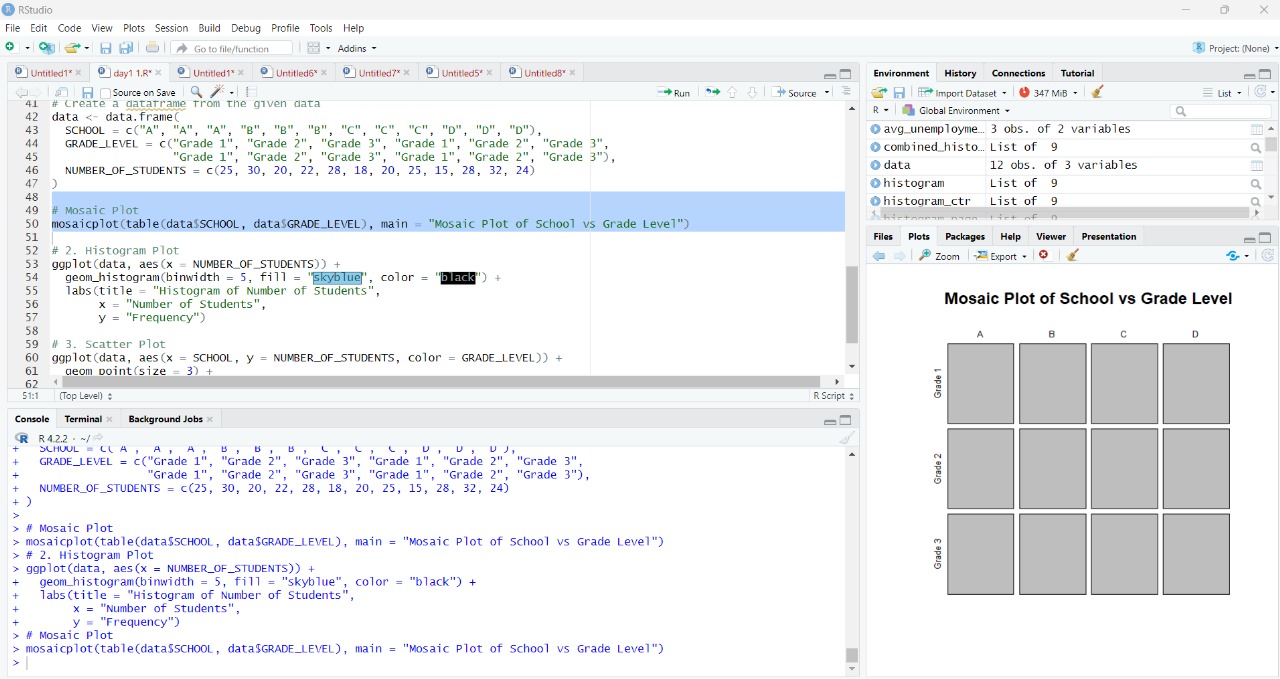 RStudio
File Edit Code View Plots Session Build Debug Profile Tools Help
Go to file/function Addins Project: (None)
Untitled1* day1 1.R* Untitled1* Untitled6* Untitled7* Untitled5* Untitled8*
Source on Save Run Source
41 # Create a dataframe from the given data
42 data <- data.frame(
43 SCHOOL = c("A", "A", "A", "B", "B", "B", "C", "C", "C", "D", "D", "D"),
44 GRADE_LEVEL = c("Grade 1", "Grade 2", "Grade 3", "Grade 1", "Grade 2", "Grade 3",
45 "Grade 1", "Grade 2", "Grade 3", "Grade 1", "Grade 2", "Grade 3"),
46 NUMBER_OF_STUDENTS = c(25, 30, 20, 22, 28, 18, 20, 25, 15, 28, 32, 24)
47 )
48
49 # Mosaic Plot
50 mosaicplot(table(data$SCHOOL, data$GRADE_LEVEL), main = "Mosaic Plot of School vs Grade Level")
51
52 # 2. Histogram Plot
53 ggplot(data, aes(x = NUMBER_OF_STUDENTS)) +
54 geom_histogram(binwidth = 5, fill = "skyblue", color = "black") +
55 labs(title = "Histogram of Number of Students",
56 x = "Number of Students",
57 y = "Frequency")
58
59 # 3. Scatter Plot
60 ggplot(data, aes(x = SCHOOL, y = NUMBER_OF_STUDENTS, color = GRADE_LEVEL)) +
61 geom_point(size = 3) +
62
51:1 (Top Level) R Script
Console Terminal Background Jobs
R 4.2.2 · ~/
+ SCHOOL = c("A", "A", "A", "B", "B", "B", "C", "C", "C", "D", "D", "D"),
+ GRADE_LEVEL = c("Grade 1", "Grade 2", "Grade 3", "Grade 1", "Grade 2", "Grade 3",
+ "Grade 1", "Grade 2", "Grade 3", "Grade 1", "Grade 2", "Grade 3"),
+ NUMBER_OF_STUDENTS = c(25, 30, 20, 22, 28, 18, 20, 25, 15, 28, 32, 24)
+ )
>
> # Mosaic Plot
> mosaicplot(table(data$SCHOOL, data$GRADE_LEVEL), main = "Mosaic Plot of School vs Grade Level")
> # 2. Histogram Plot
> ggplot(data, aes(x = NUMBER_OF_STUDENTS)) +
+ geom_histogram(binwidth = 5, fill = "skyblue", color = "black") +
+ labs(title = "Histogram of Number of Students",
+ x = "Number of Students",
+ y = "Frequency")
> # Mosaic Plot
> mosaicplot(table(data$SCHOOL, data$GRADE_LEVEL), main = "Mosaic Plot of School vs Grade Level")
>
Environment History Connections Tutorial
Import Dataset 347 MiB List
R Global Environment
avg_unemployme… 3 obs. of 2 variables
combined_histo… List of 9
data 12 obs. of 3 variables
histogram List of 9
histogram_ctr List of 9
histogram_page List of 9
Files Plots Packages Help Viewer Presentation
Zoom Export
Mosaic Plot of School vs Grade Level
A B C D
Grade 1
Grade 2
Grade 3